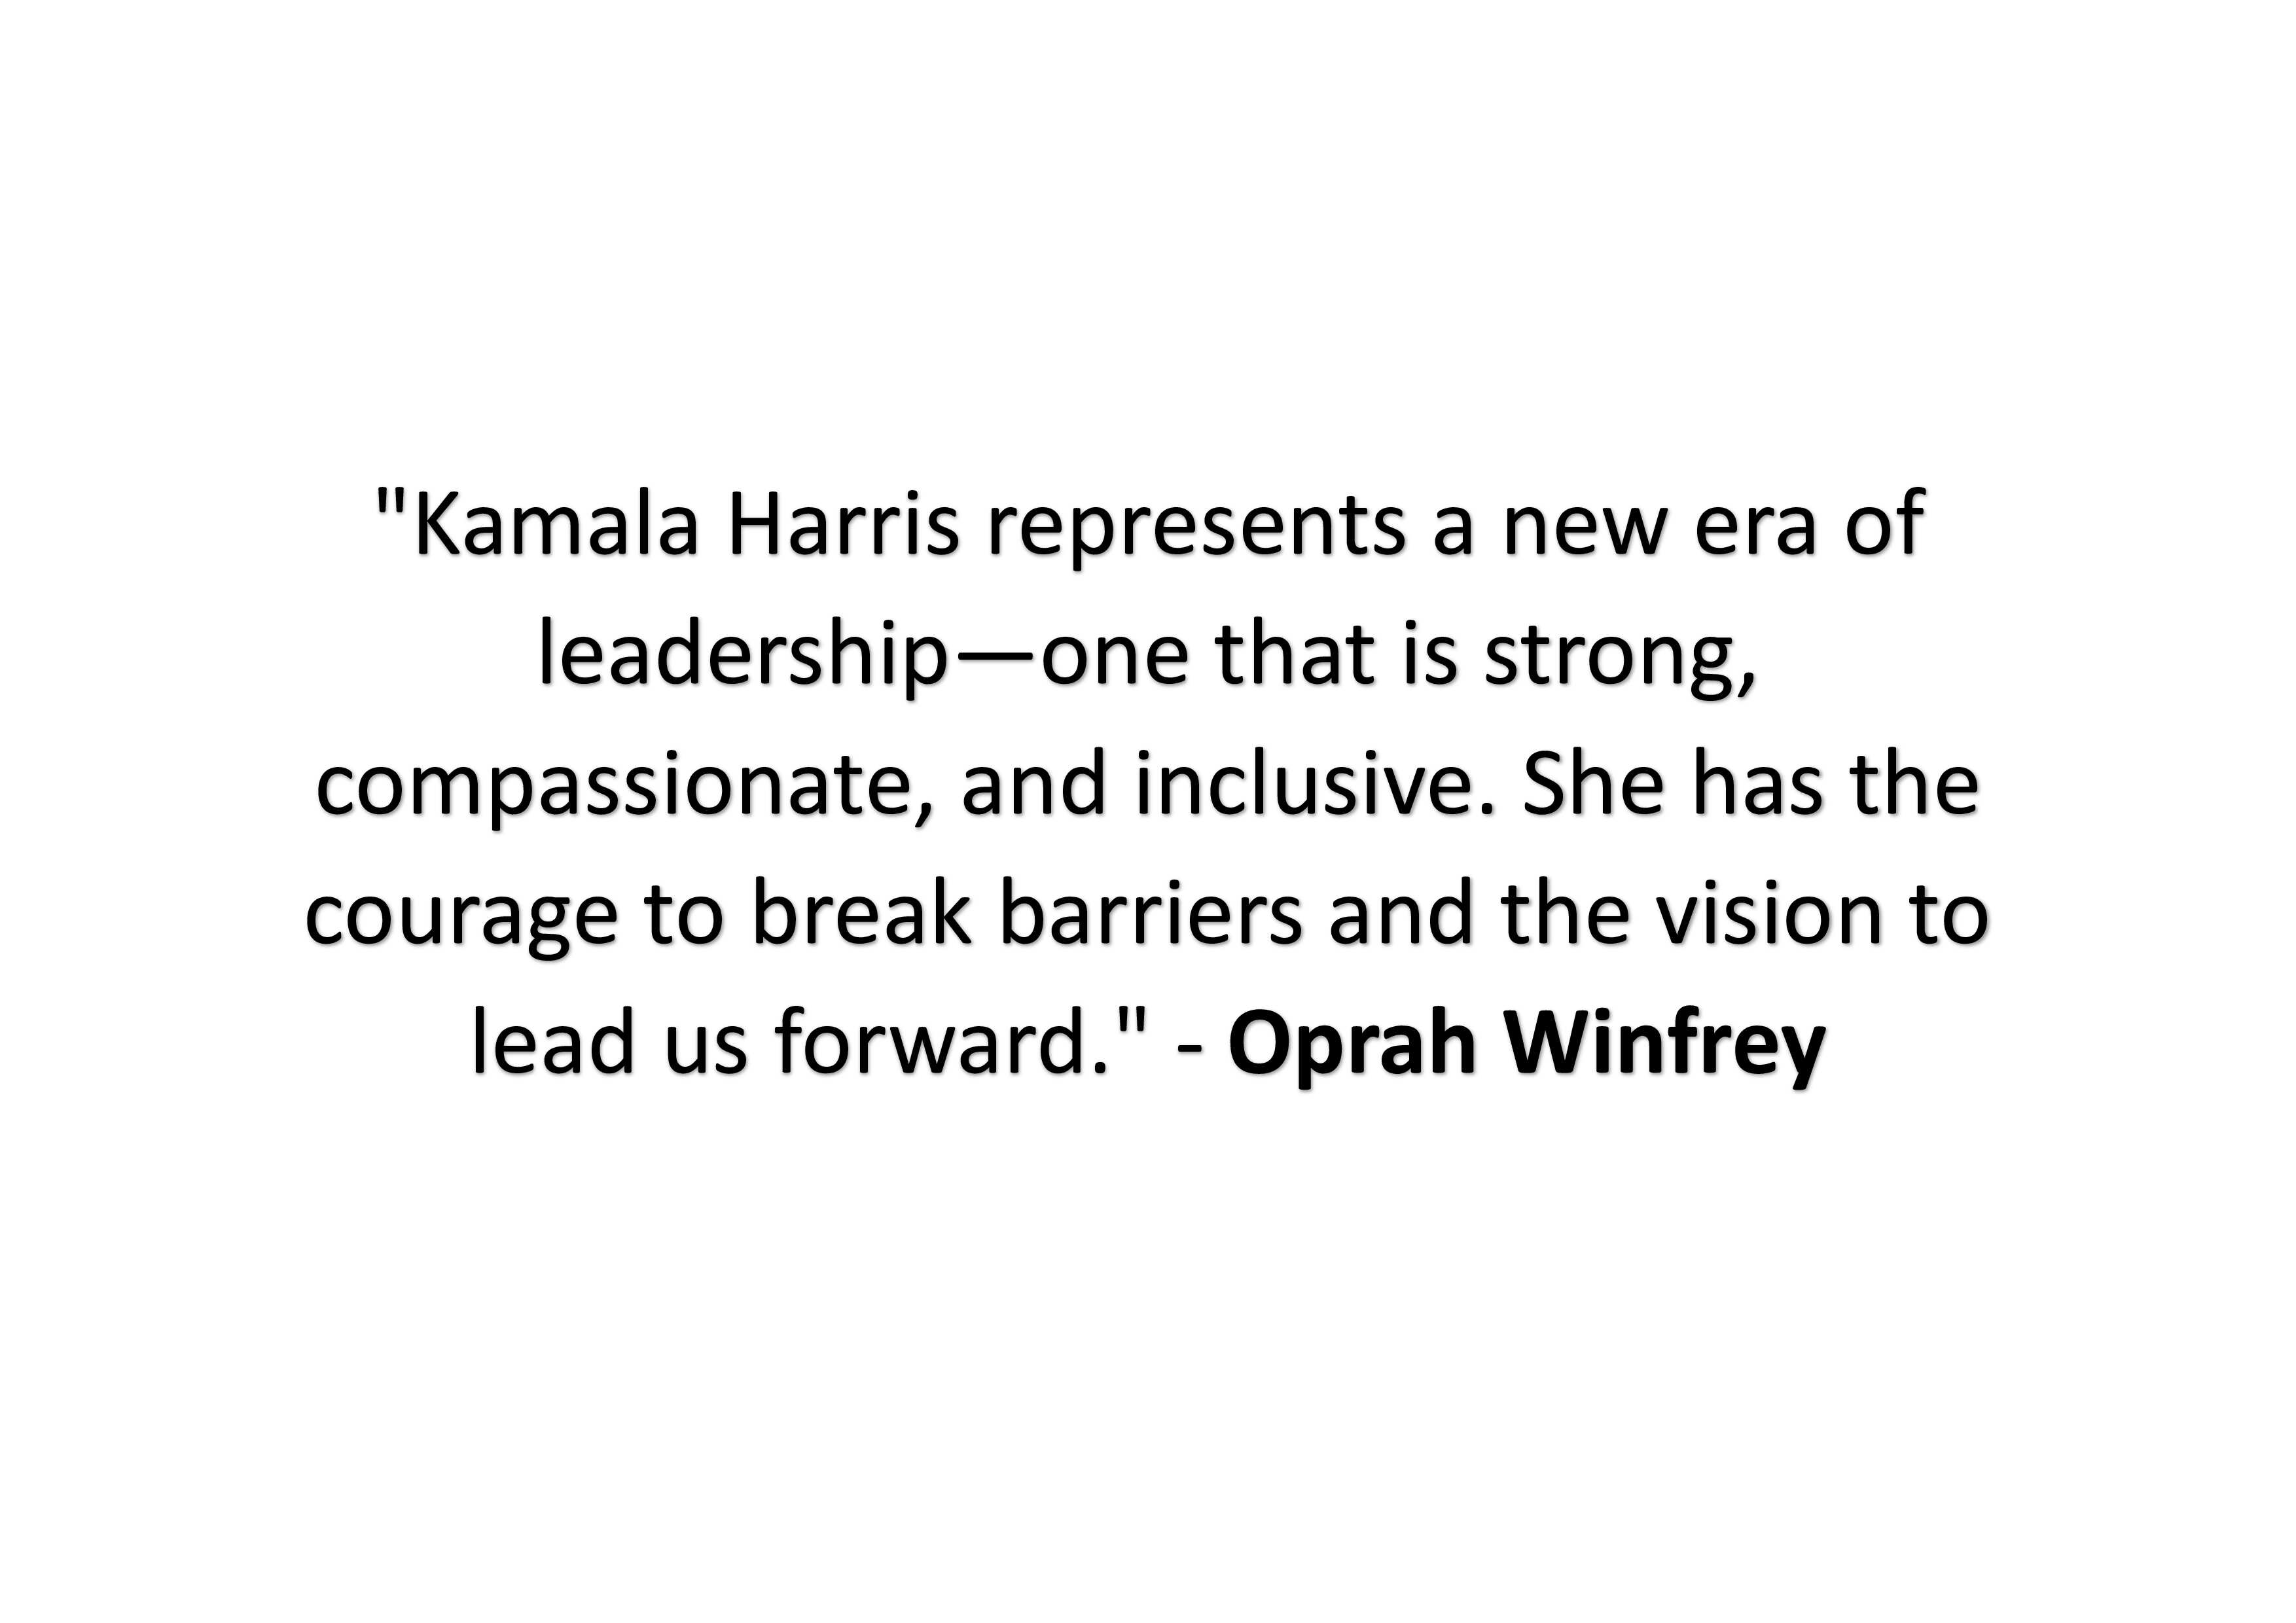 "Kamala Harris represents a new era of
leadership—one that is strong,
compassionate, and inclusive. She has the
courage to break barriers and the vision to
lead us forward." - Oprah Winfrey